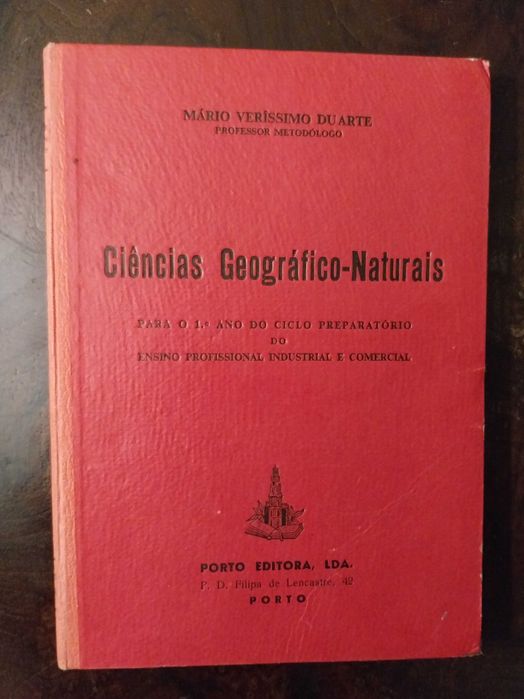 MÁRIO VERÍSSIMO DUARTE
PROFESSOR METODÓLOGO
Ciências Geográfico-Naturais
PARA O 1.º ANO DO CICLO PREPARATÓRIO
DO
ENSINO PROFISSIONAL INDUSTRIAL E COMERCIAL
PORTO EDITORA, LDA.
P. D. Filipa de Lencastre, 42
PORTO